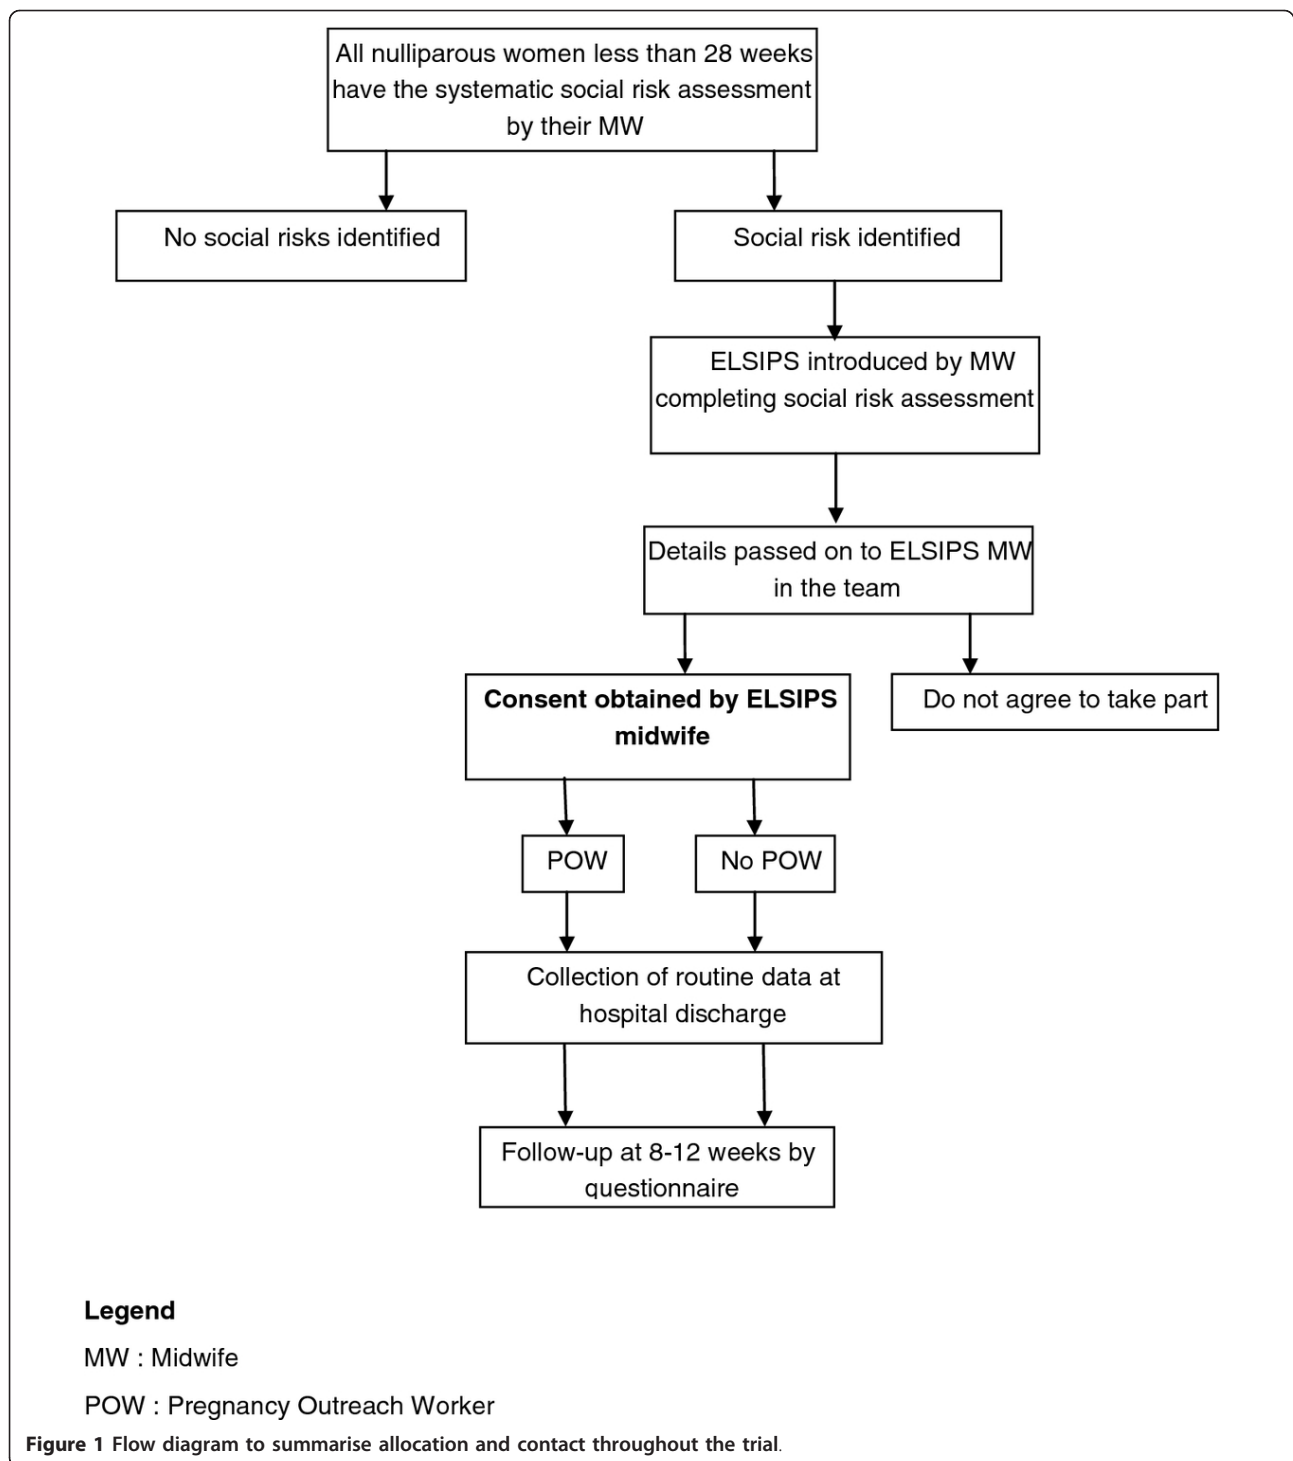 All nulliparous women less than 28 weeks
have the systematic social risk assessment
by their MW
No social risks identified
Social risk identified
ELSIPS introduced by MW
completing social risk assessment
Details passed on to ELSIPS MW
in the team
Consent obtained by ELSIPS
midwife
Do not agree to take part
POW
No POW
Collection of routine data at
hospital discharge
Follow-up at 8-12 weeks by
questionnaire
Legend
MW : Midwife
POW : Pregnancy Outreach Worker
Figure 1 Flow diagram to summarise allocation and contact throughout the trial.